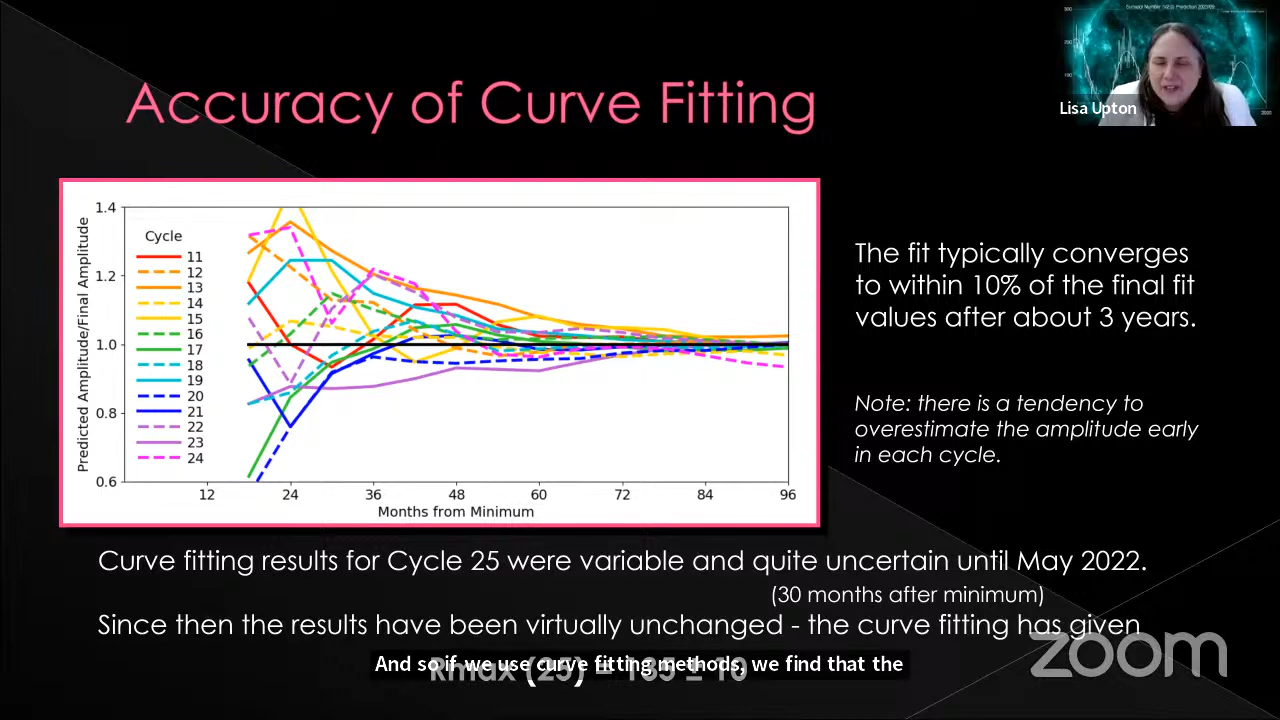 Accuracy of Curve Fitting
Lisa Upton
1.4
1.2
1.0
0.8
0.6
Predicted Amplitude/Final Amplitude
Cycle
11
12
13
14
15
16
17
18
19
20
21
22
23
24
12 24 36 48 60 72 84 96
Months from Minimum
The fit typically converges
to within 10% of the final fit
values after about 3 years.
Note: there is a tendency to
overestimate the amplitude early
in each cycle.
Curve fitting results for Cycle 25 were variable and quite uncertain until May 2022.
(30 months after minimum)
Since then the results have been virtually unchanged - the curve fitting has given
And so if we use curve fitting methods, we find that the
Rmax (25) =
zoom